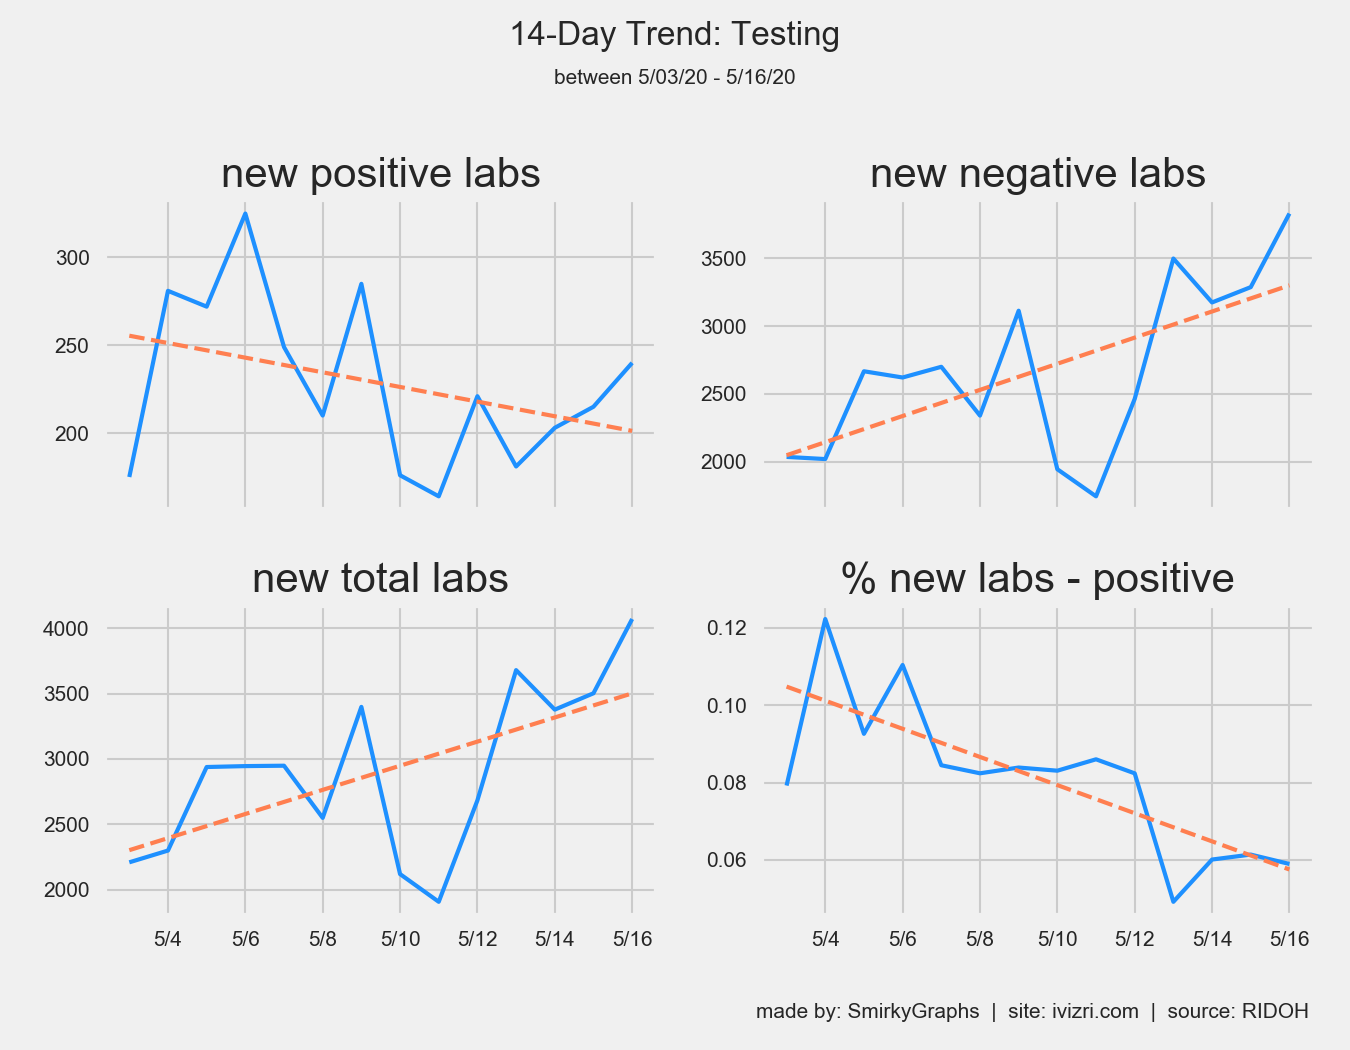 14-Day Trend: Testing
between 5/03/20 - 5/16/20
new positive labs
300
250
200
new negative labs
3500
3000
2500
2000
new total labs
4000
3500
3000
2500
2000
5/4 5/6 5/8 5/10 5/12 5/14 5/16
% new labs - positive
0.12
0.10
0.08
0.06
5/4 5/6 5/8 5/10 5/12 5/14 5/16
made by: SmirkyGraphs | site: ivizri.com | source: RIDOH